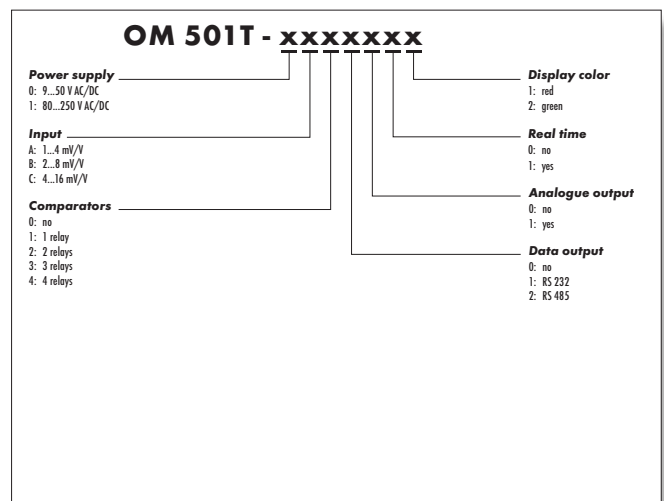 OM 501T - xxxxxxx
Power supply
0: 9...50 V AC/DC
1: 80...250 V AC/DC
Input
A: 1...4 mV/V
B: 2...8 mV/V
C: 4...16 mV/V
Comparators
0: no
1: 1 relay
2: 2 relays
3: 3 relays
4: 4 relays
Display color
1: red
2: green
Real time
0: no
1: yes
Analogue output
0: no
1: yes
Data output
0: no
1: RS 232
2: RS 485